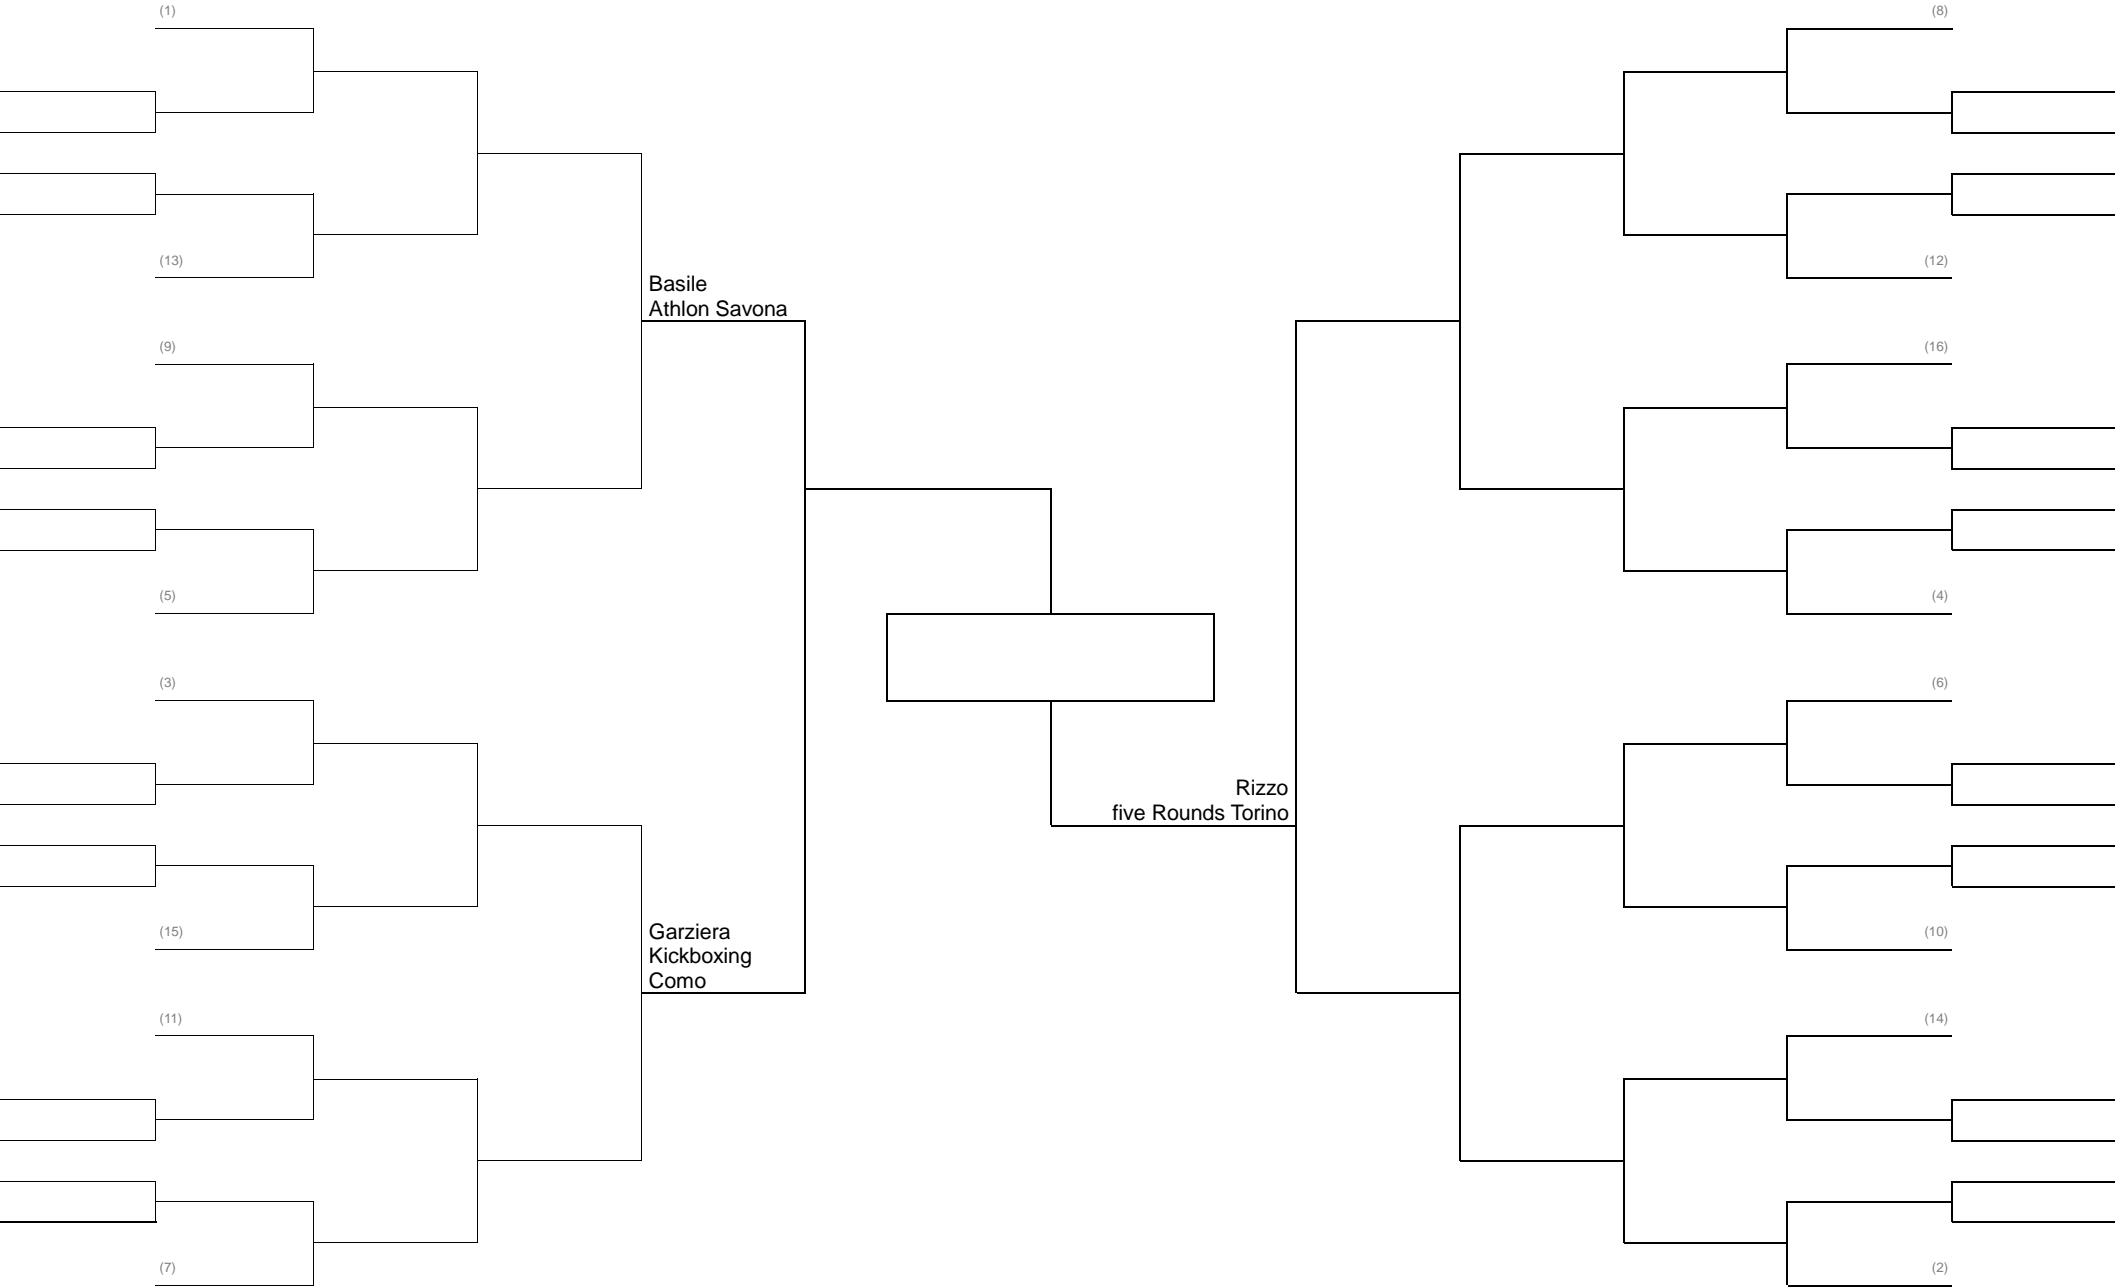 (1)
(8)
(13)
(12)
Basile
Athlon Savona
(9)
(16)
(5)
(4)
(3)
(6)
Rizzo
five Rounds Torino
(15)
(10)
Garziera
Kickboxing
Como
(11)
(14)
(7)
(2)